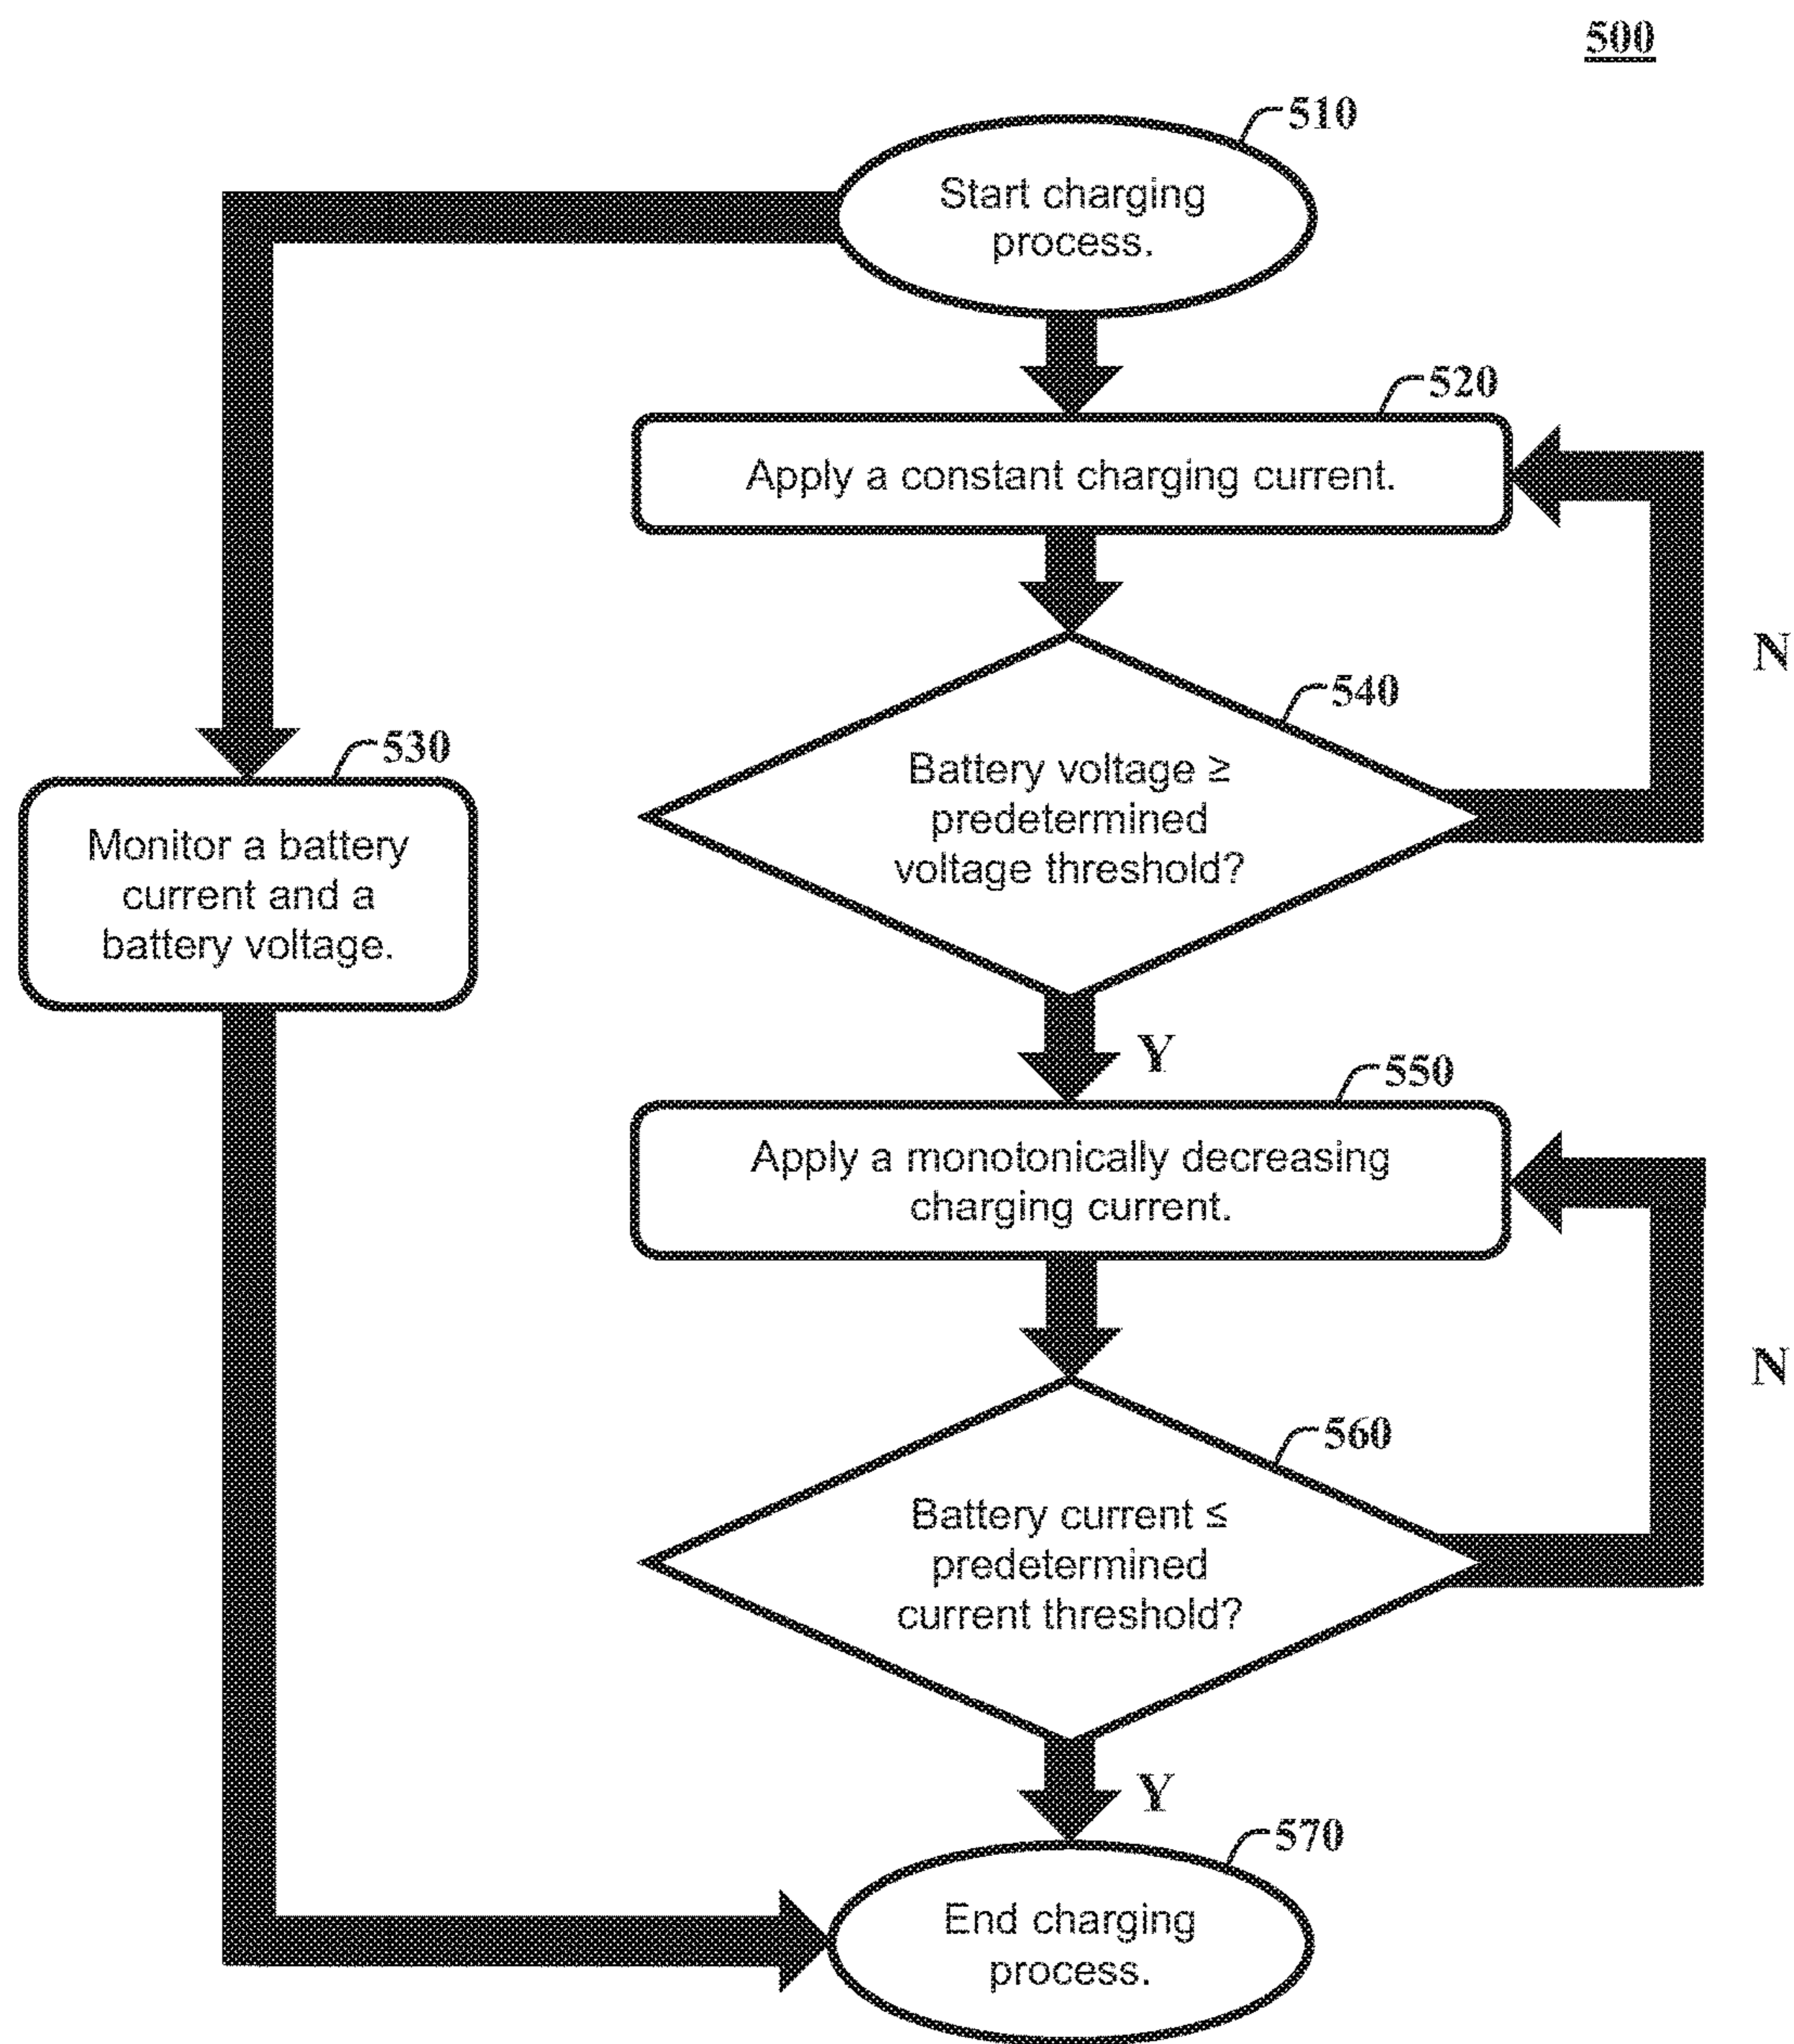 500
510
Start charging
process.
520
Apply a constant charging current.
N
540
Battery voltage ≥
predetermined
voltage threshold?
530
Monitor a battery
current and a
battery voltage.
Y
550
Apply a monotonically decreasing
charging current.
N
560
Battery current ≤
predetermined
current threshold?
Y
570
End charging
process.